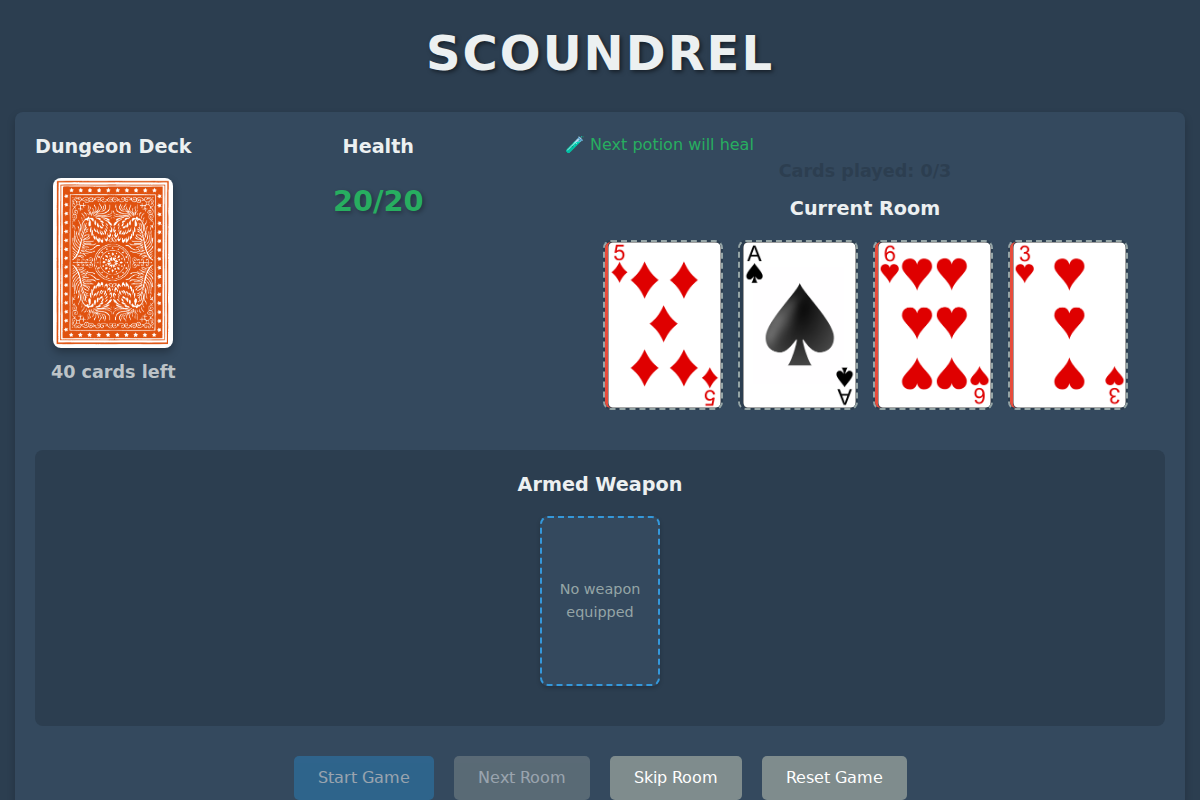 SCOUNDREL
Dungeon Deck
40 cards left
Health
20/20
Next potion will heal
Cards played: 0/3
Current Room
5
5
A
A
6
6
3
3
Armed Weapon
No weapon
equipped
Start Game
Next Room
Skip Room
Reset Game